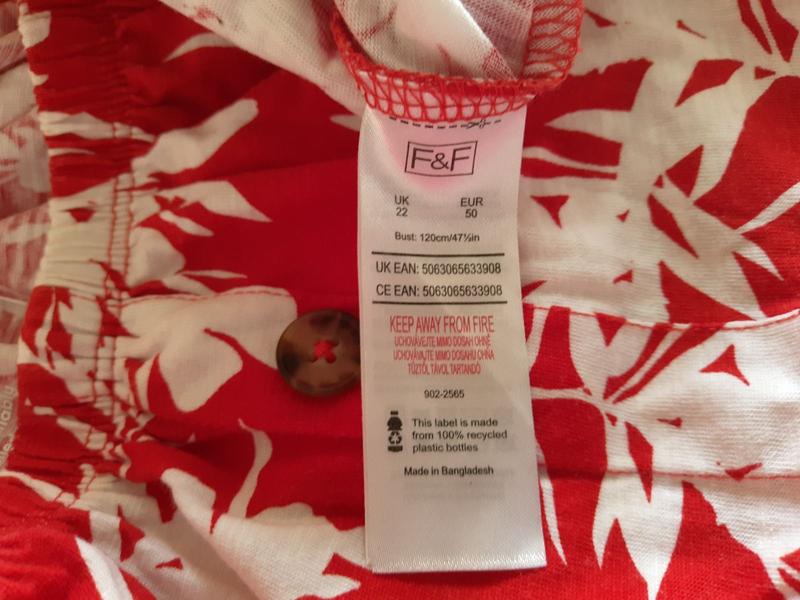 F&F
UK EUR
22 50
Bust: 120cm/47½in
UK EAN: 5063065633908
CE EAN: 5063065633908
KEEP AWAY FROM FIRE
UCHOVÁVEJTE MIMO DOSAH OHNĚ
UCHOVÁVAJTE MIMO DOSAHU OHŇA
TŰZTŐL TÁVOL TARTANDÓ
902-2565
This label is made
from 100% recycled
plastic bottles
Made in Bangladesh